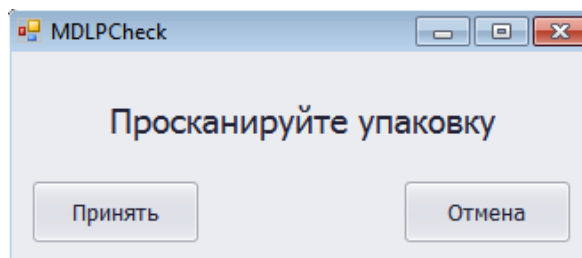 MDLPCheck
Просканируйте упаковку
Принять
Отмена